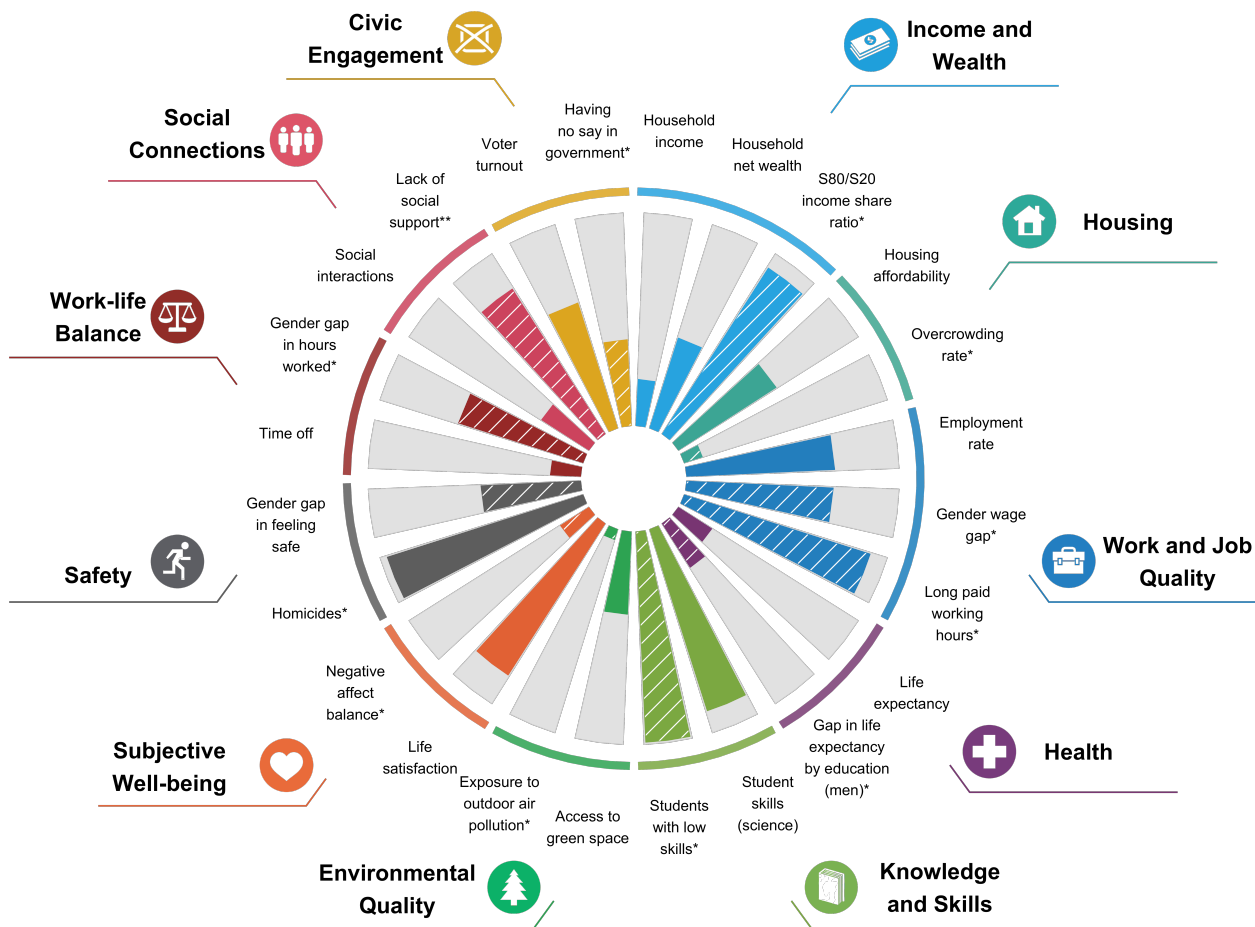 Civic
Engagement
Income and
Wealth
Social
Connections
Having
no say in
government*
Household
income
Voter
turnout
Household
net wealth
Lack of
social
support**
S80/S20
income share
ratio*
Housing
Social
interactions
Housing
affordability
Work-life
Balance
Gender gap
in hours
worked*
Overcrowding
rate*
Time off
Employment
rate
Gender gap
in feeling
safe
Gender wage
gap*
Safety
Work and Job
Quality
Homicides*
Long paid
working
hours*
Negative
affect
balance*
Life
expectancy
Subjective
Well-being
Life
satisfaction
Gap in life
expectancy
by education
(men)*
Health
Exposure to
outdoor air
pollution*
Access to
green space
Students
with low
skills*
Student
skills
(science)
Environmental
Quality
Knowledge
and Skills